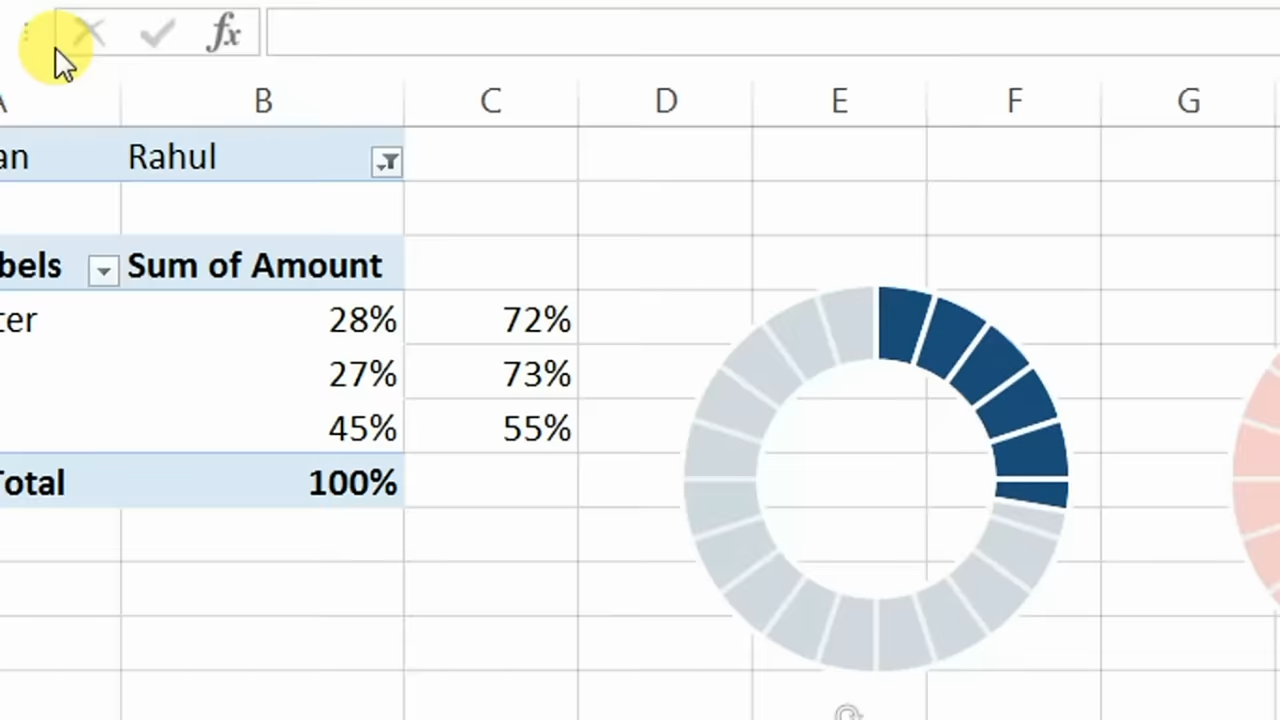 fx
A B C D E F G
an Rahul
bels Sum of Amount
ter 28% 72%
27% 73%
45% 55%
Total 100%